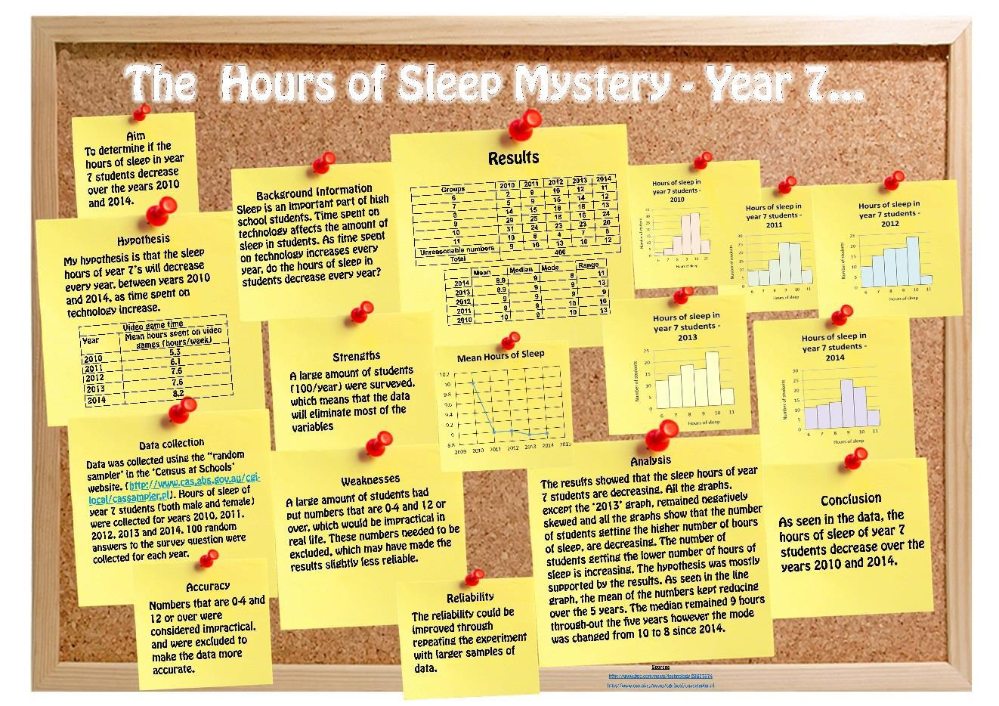 The Hours of Sleep Mystery - Year 7...
Aim
To determine if the
hours of sleep in year
7 students decrease
over the years 2010
and 2014.
Hypothesis
My hypothesis is that the sleep
hours of year 7's will decrease
every year, between years 2010
and 2014, as time spent on
technology increase.
Video game time
Year Mean hours spent on video
games (hours/week)
2010 5.3
2011 6.1
2012 7.6
2013 7.6
2014 8.2
Data collection
Data was collected using the "random
sampler" in the 'Census at Schools'
website. (http://www.cas.abs.gov.au/cgi-
local/cassampler.pl). Hours of sleep of
year 7 students (both male and female)
were collected for years 2010, 2011,
2012, 2013 and 2014. 100 random
answers to the survey question were
collected for each year.
Accuracy
Numbers that are 0-4 and
12 or over were
considered impractical,
and were excluded to
make the data more
accurate.
Background Information
Sleep is an important part of high
school students. Time spent on
technology affects the amount of
sleep in students. As time spent
on technology increases every
year, do the hours of sleep in
students decrease every year?
Strengths
A large amount of students
(100/year) were surveyed,
which means that the data
will eliminate most of the
variables
Weaknesses
A large amount of students had
put numbers that are 0-4 and 12 or
over, which would be impractical in
real life. These numbers needed to be
excluded, which may have made the
results slightly less reliable.
Reliability
The reliability could be
improved through
repeating the experiment
with larger samples of
data.
Results
Groups 2010 2011 2012 2013 2014
6 2 9 10 12 11
7 5 9 15 14 12
8 14 15 18 18 13
9 29 25 18 16 24
10 31 24 23 23 20
11 10 8 4 7 8
Unreasonable numbers 9 10 13 10 12
Total 400
Mean Median Mode Range
2014 8.9 9 8 11
2013 8.9 9 9 13
2012 9 9 9 9
2011 9 9 10 10
2010 10 9 10 13
Mean Hours of Sleep
10.2
10
9.8
9.6
9.4
9.2
9
8.8
2009 2010 2011 2012 2013 2014 2015
Hours of sleep in
year 7 students -
2010
Number of students
35
30
25
20
15
10
5
0
6 7 8 9 10 11
Hours of sleep
Hours of sleep in
year 7 students -
2011
Number of students
30
25
20
15
10
5
0
6 7 8 9 10 11
Hours of sleep
Hours of sleep in
year 7 students -
2012
Number of students
25
20
15
10
5
0
6 7 8 9 10 11
Hours of sleep
Hours of sleep in
year 7 students -
2013
Number of students
25
20
15
10
5
0
6 7 8 9 10 11
Hours of sleep
Hours of sleep in
year 7 students -
2014
Number of students
30
25
20
15
10
5
0
6 7 8 9 10 11
Hours of sleep
Analysis
The results showed that the sleep hours of year
7 students are decreasing. All the graphs,
except the '2013' graph, remained negatively
skewed and all the graphs show that the number
of students getting the higher number of hours
of sleep, are decreasing. The number of
students getting the lower number of hours of
sleep is increasing. The hypothesis was mostly
supported by the results. As seen in the line
graph, the mean of the numbers kept reducing
over the 5 years. The median remained 9 hours
through-out the five years however the mode
was changed from 10 to 8 since 2014.
Conclusion
As seen in the data, the
hours of sleep of year 7
students decrease over the
years 2010 and 2014.
Sources